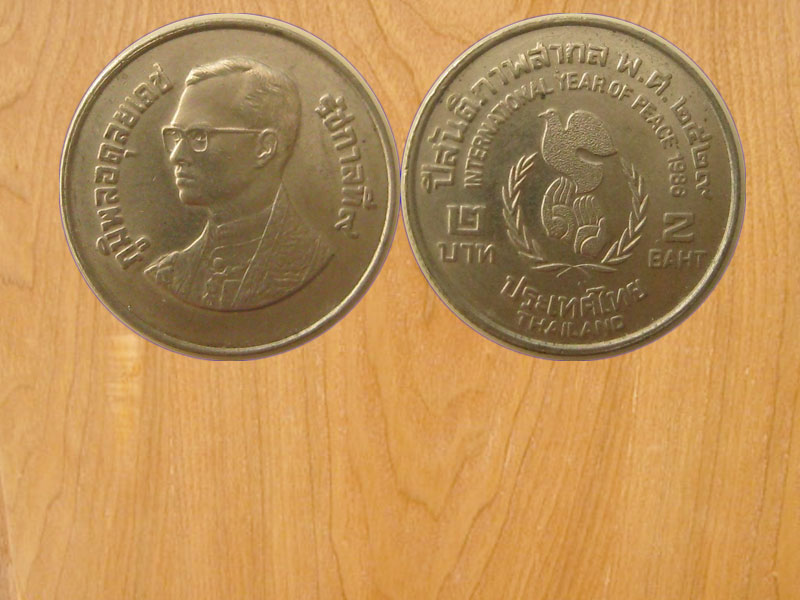 ภูมิพลอดุลยเดช
รัชกาลที่ ๙
ปีสันติภาพสากล พ.ศ. ๒๕๒๙
INTERNATIONAL YEAR OF PEACE 1986
๒
บาท
2
BAHT
ประเทศไทย
THAILAND